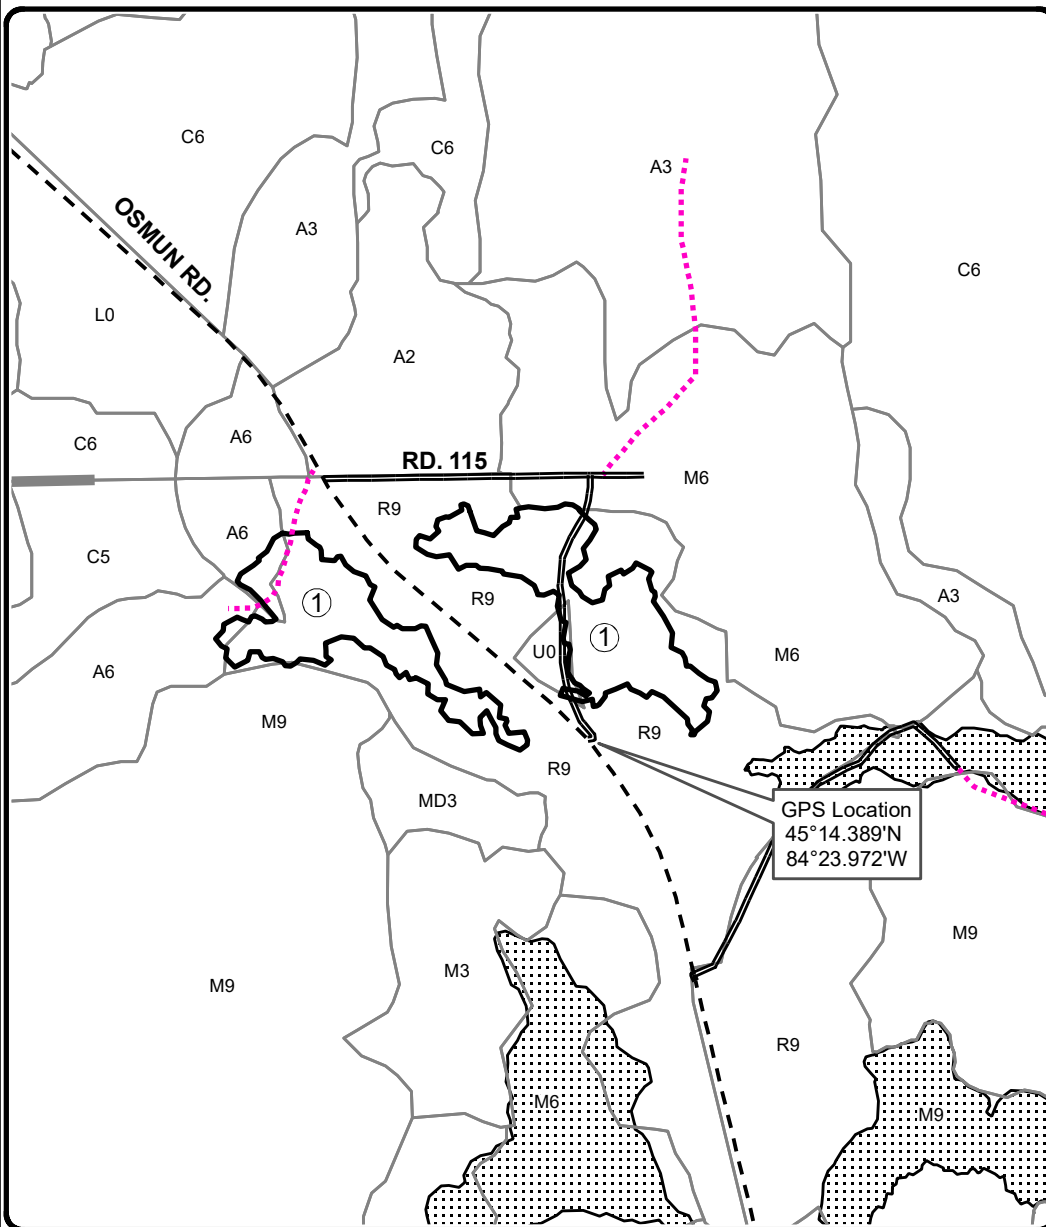 C6
C6
A3
A3
C6
OSMUN RD.
L0
A2
A6
C6
RD. 115
M6
R9
A6
C5
R9
A3
1
1
U0
M6
A6
M9
R9
R9
MD3
GPS Location
45°14.389'N
84°23.972'W
M9
M3
M9
R9
M6
M9